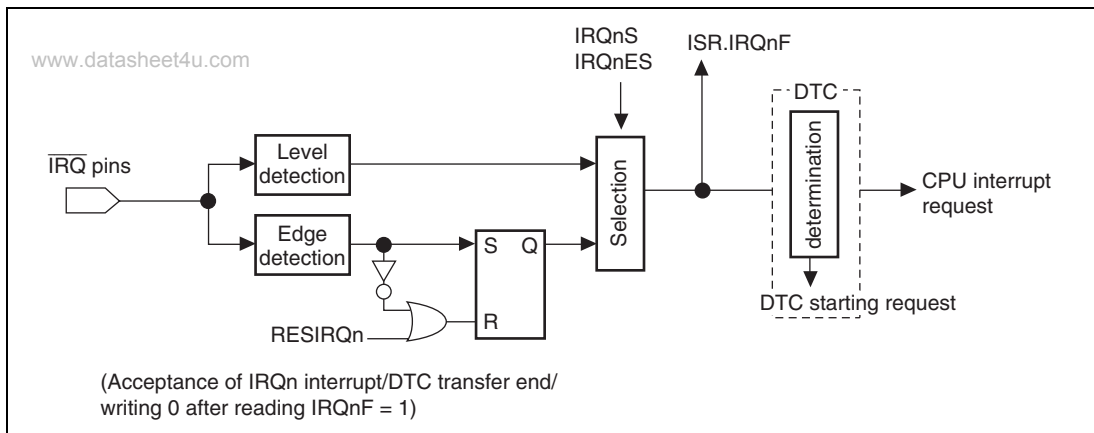 www.datasheet4u.com
IRQnS
IRQnES
ISR.IRQnF
DTC
IRQ pins
Level
detection
Edge
detection
S Q
R
RESIRQn
Selection
determination
CPU interrupt
request
DTC starting request
(Acceptance of IRQn interrupt/DTC transfer end/
writing 0 after reading IRQnF = 1)